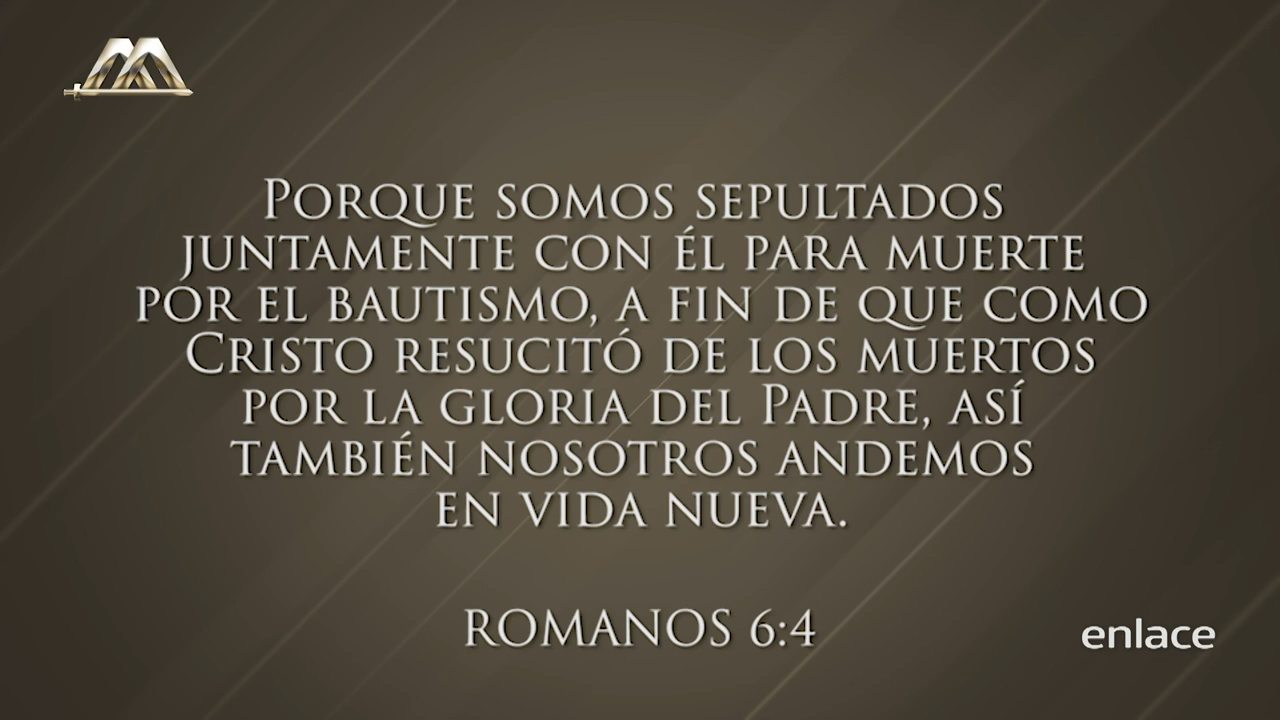 Porque somos sepultados
juntamente con él para muerte
por el bautismo, a fin de que como
Cristo resucitó de los muertos
por la gloria del Padre, así
también nosotros andemos
en vida nueva.
ROMANOS 6:4
enlace